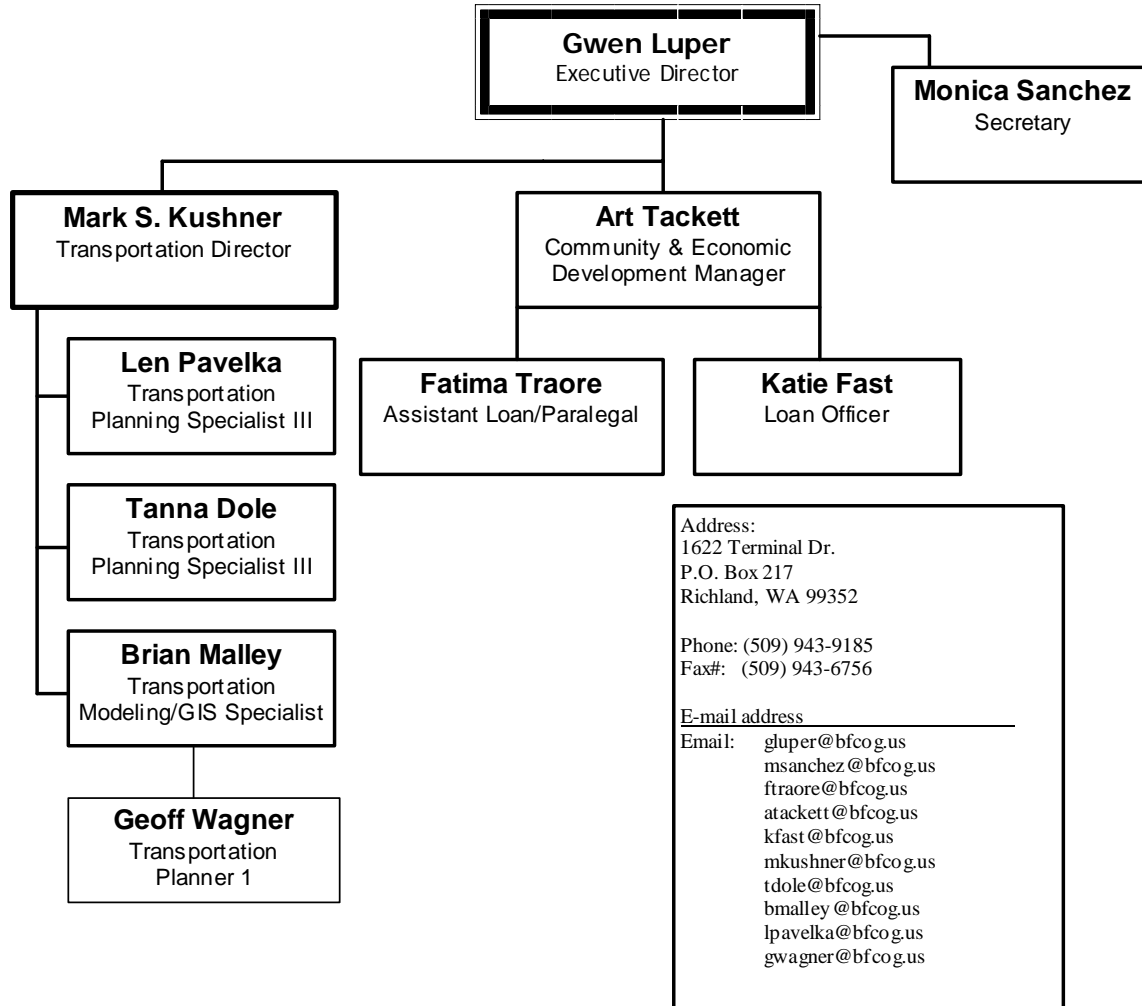 Gwen Luper
Executive Director
Monica Sanchez
Secretary
Mark S. Kushner
Transportation Director
Art Tackett
Community & Economic
Development Manager
Len Pavelka
Transportation
Planning Specialist III
Fatima Traore
Assistant Loan/Paralegal
Katie Fast
Loan Officer
Tanna Dole
Transportation
Planning Specialist III
Brian Malley
Transportation
Modeling/GIS Specialist
Geoff Wagner
Transportation
Planner 1
Address:
1622 Terminal Dr.
P.O. Box 217
Richland, WA 99352
Phone: (509) 943-9185
Fax#: (509) 943-6756
E-mail address
Email: gluper@bfcog.us
msanchez@bfcog.us
ftraore@bfcog.us
atackett@bfcog.us
kfast@bfcog.us
mkushner@bfcog.us
tdole@bfcog.us
bmalley@bfcog.us
lpavelka@bfcog.us
gwagner@bfcog.us